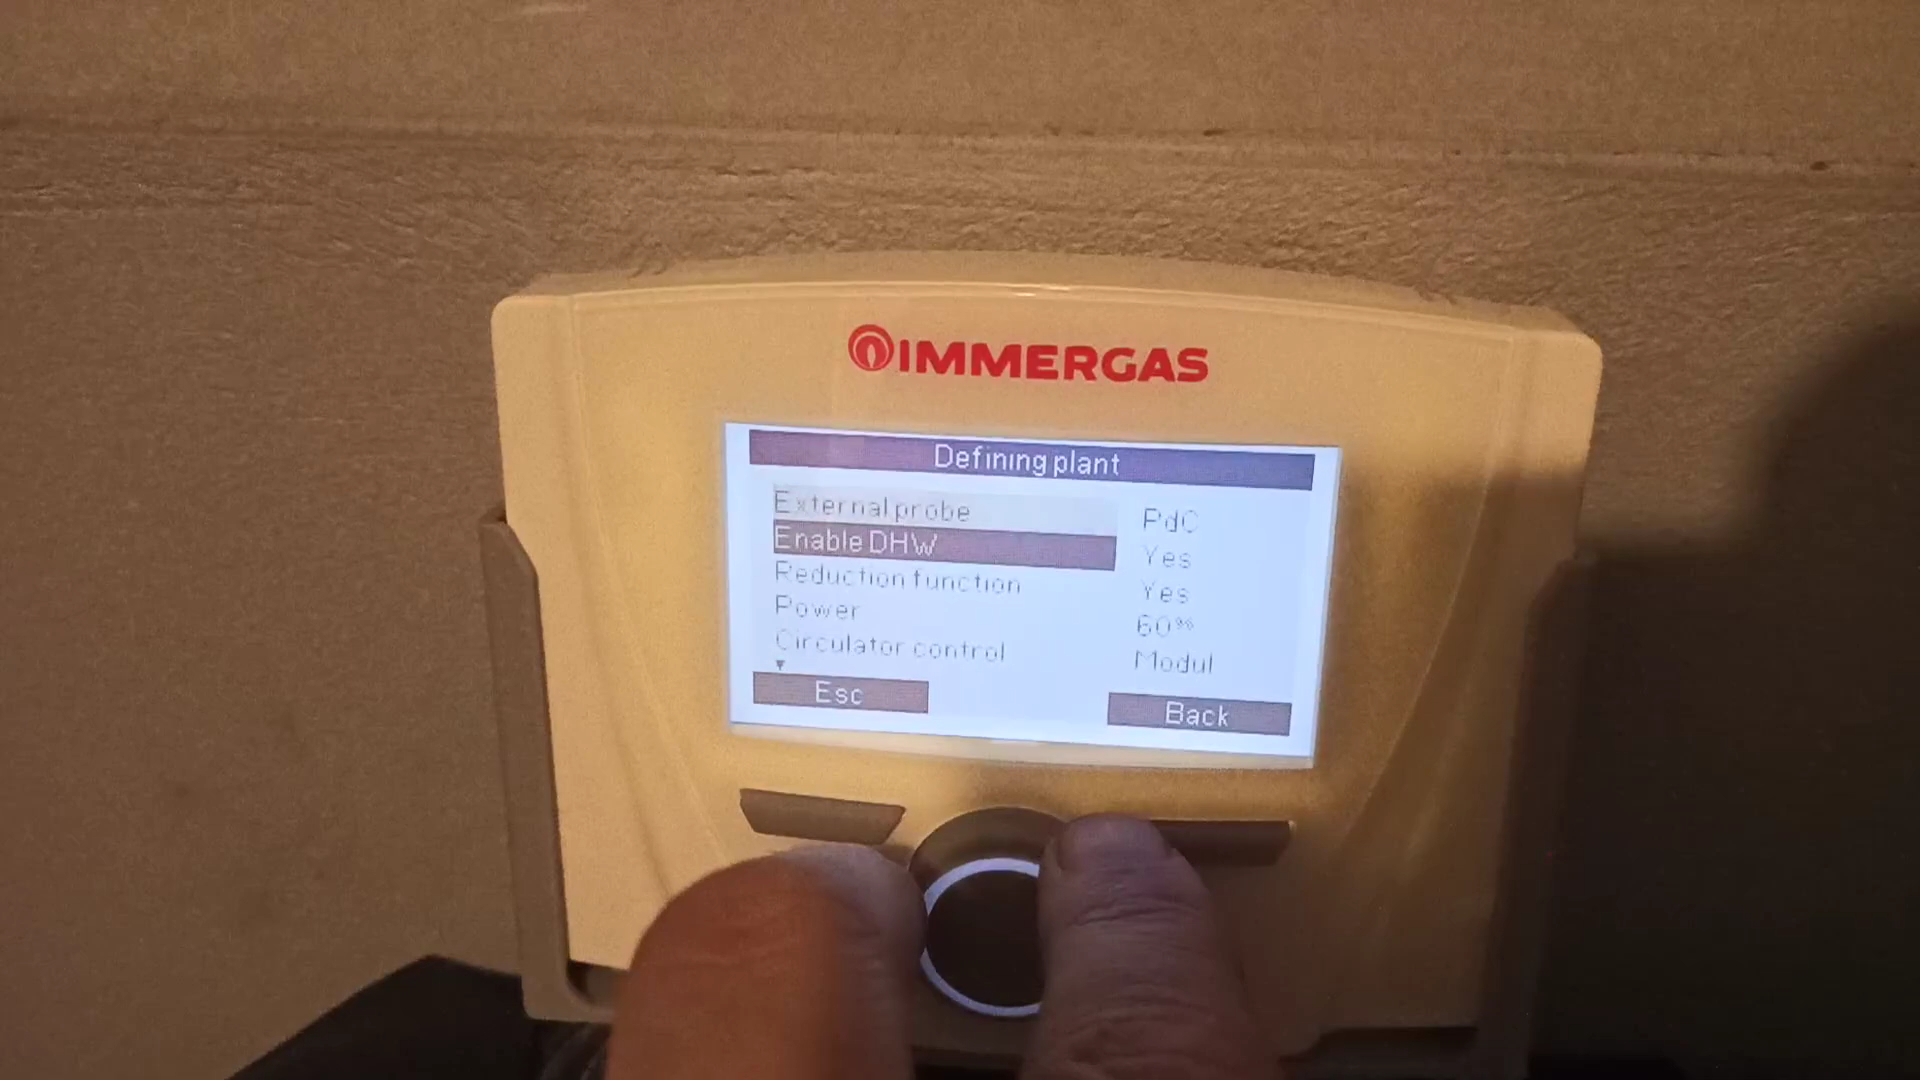 IMMERGAS
Defining plant
External probe PdC
Enable DHW Yes
Reduction function Yes
Power 60%
Circulator control Modul
Esc Back